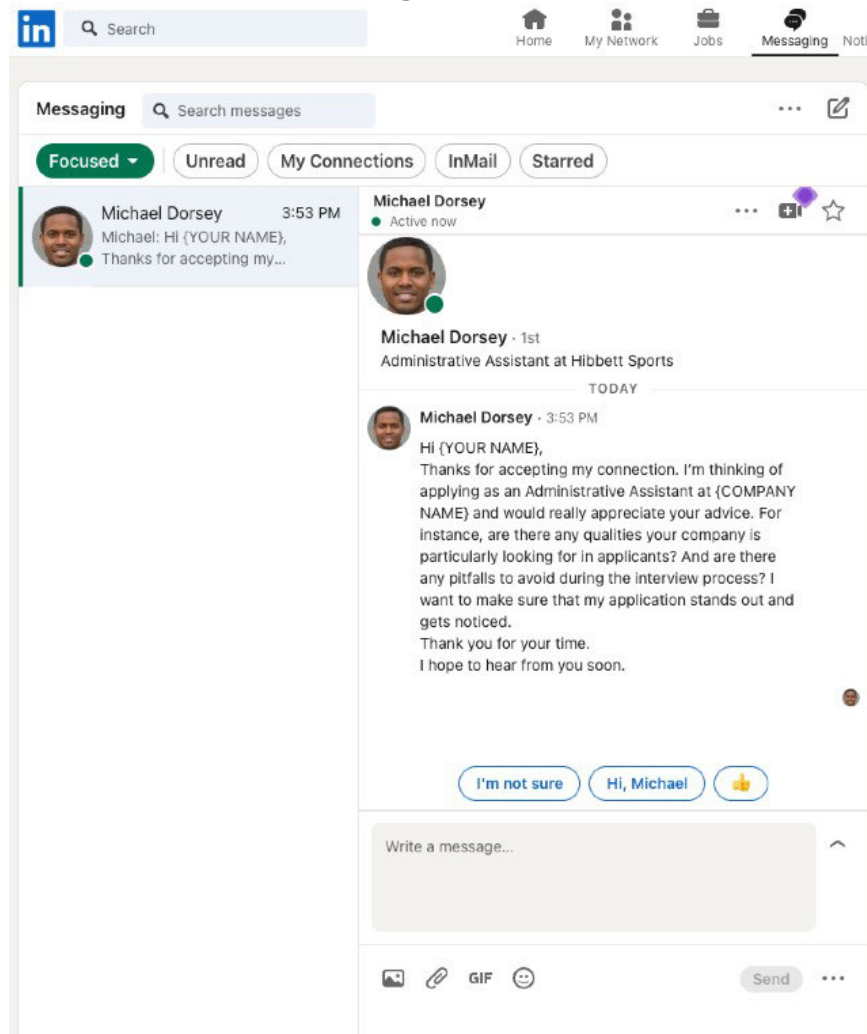 in
Search
Home
My Network
Jobs
Messaging
Noti
Messaging
Search messages
...
Focused
Unread
My Connections
InMail
Starred
Michael Dorsey 3:53 PM
Michael: Hi {YOUR NAME},
Thanks for accepting my...
Michael Dorsey
Active now
...
Michael Dorsey · 1st
Administrative Assistant at Hibbett Sports
TODAY
Michael Dorsey · 3:53 PM
Hi {YOUR NAME},
Thanks for accepting my connection. I'm thinking of
applying as an Administrative Assistant at {COMPANY
NAME} and would really appreciate your advice. For
instance, are there any qualities your company is
particularly looking for in applicants? And are there
any pitfalls to avoid during the interview process? I
want to make sure that my application stands out and
gets noticed.
Thank you for your time.
I hope to hear from you soon.
I'm not sure
Hi, Michael
👍
Write a message...
GIF
Send
...